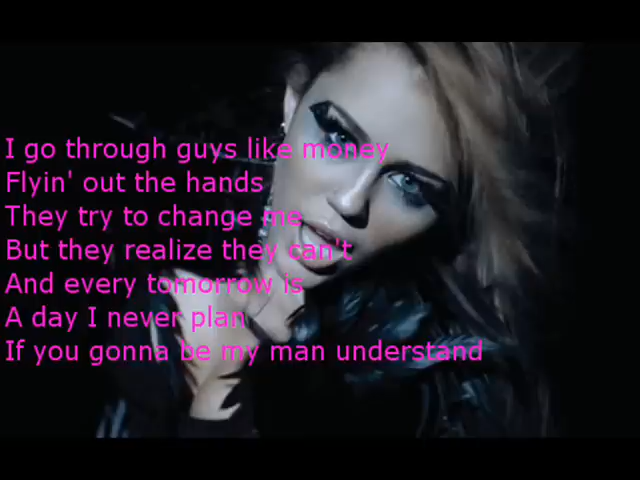 I go through guys like money
Flyin' out the hands
They try to change me
But they realize they can't
And every tomorrow is
A day I never plan
If you gonna be my man understand